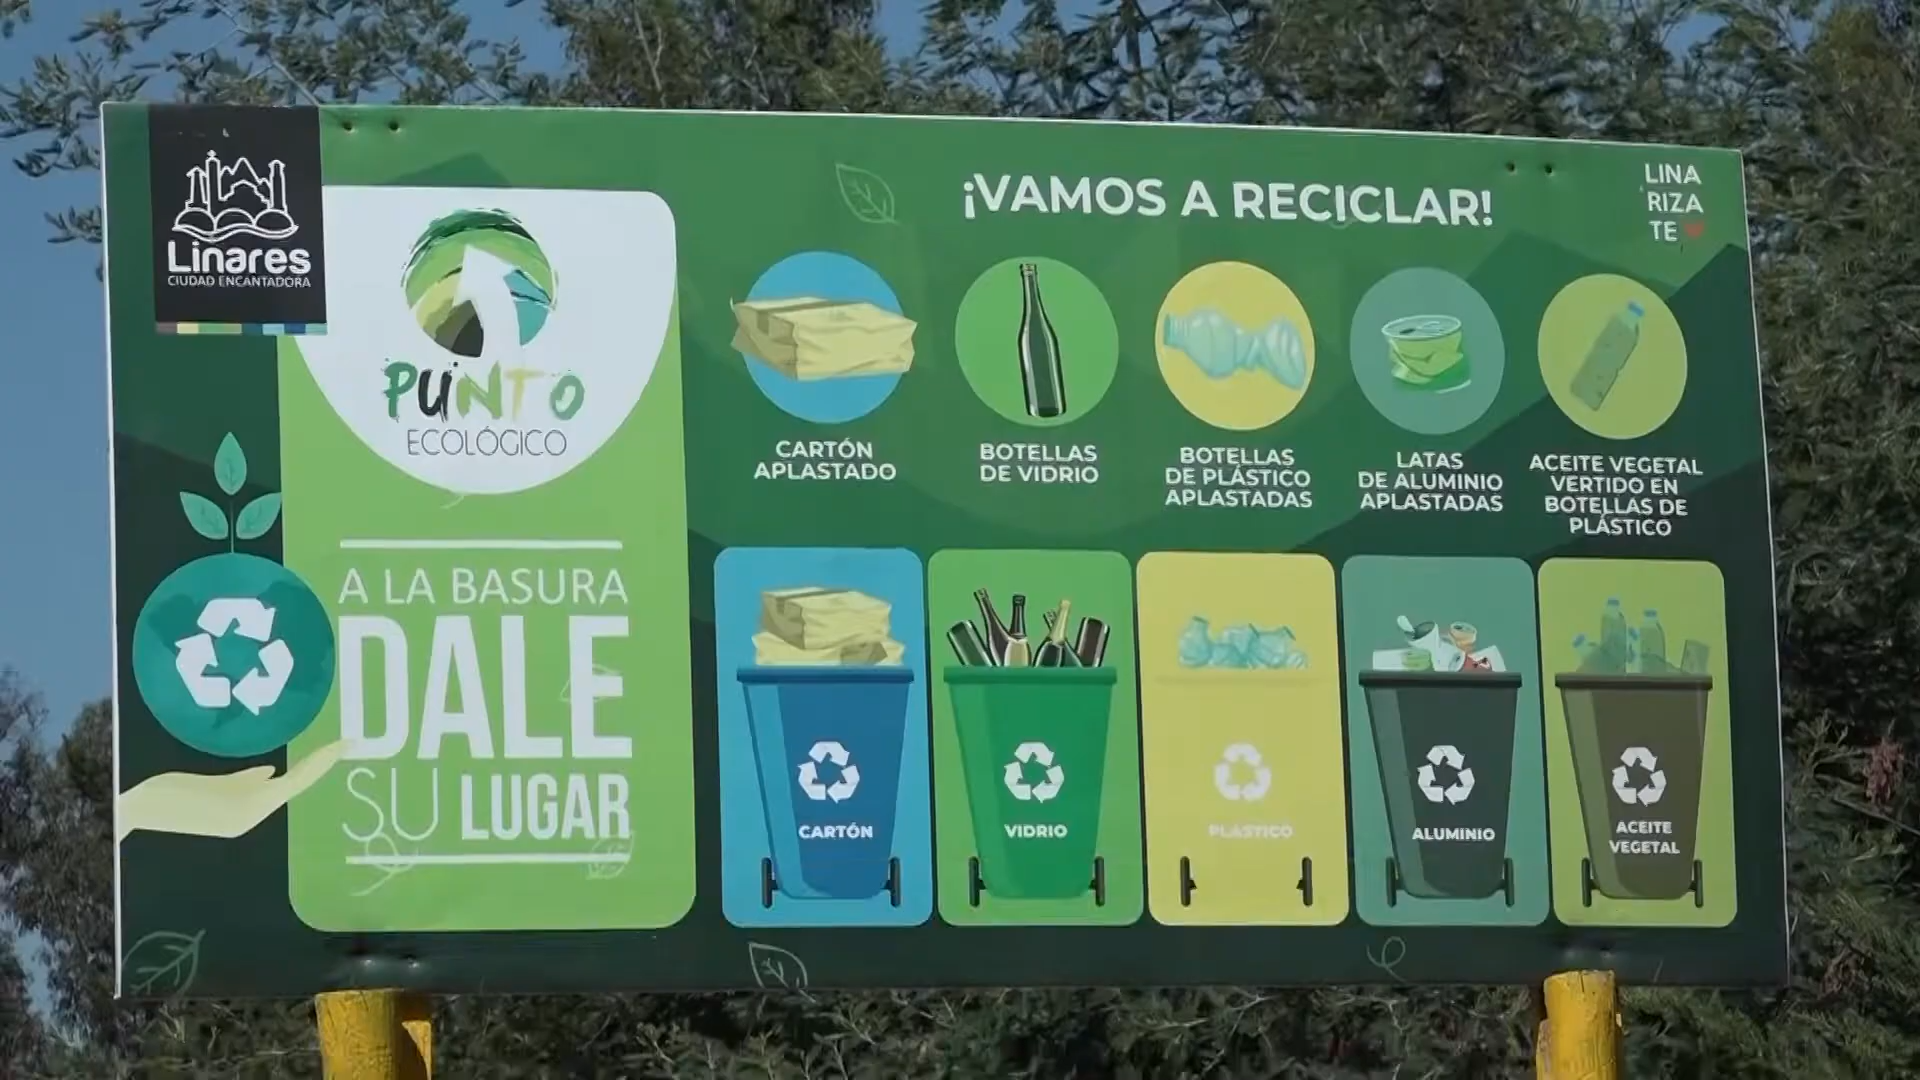 Linares
CIUDAD ENCANTADORA
PUNTO
ECOLÓGICO
A LA BASURA
DALE
SU LUGAR
¡VAMOS A RECICLAR!
LINA
RIZA
TE
CARTÓN
APLASTADO
BOTELLAS
DE VIDRIO
BOTELLAS
DE PLÁSTICO
APLASTADAS
LATAS
DE ALUMINIO
APLASTADAS
ACEITE VEGETAL
VERTIDO EN
BOTELLAS DE
PLÁSTICO
CARTÓN
VIDRIO
PLÁSTICO
ALUMINIO
ACEITE
VEGETAL